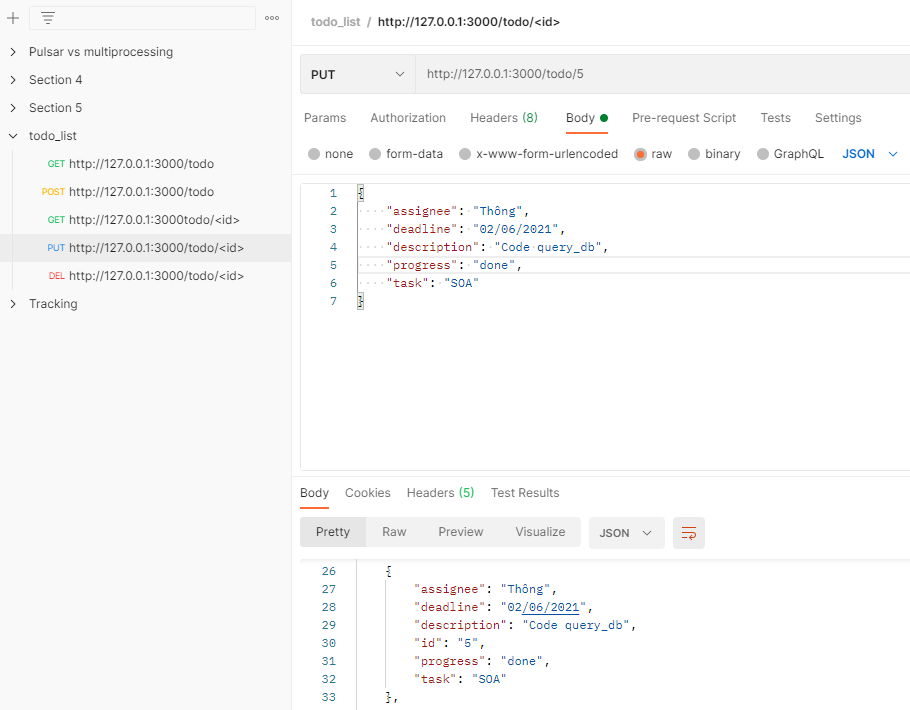 todo_list / http://127.0.0.1:3000/todo/<id>
Pulsar vs multiprocessing
Section 4
Section 5
todo_list
GET http://127.0.0.1:3000/todo
POST http://127.0.0.1:3000/todo
GET http://127.0.0.1:3000todo/<id>
PUT http://127.0.0.1:3000/todo/<id>
DEL http://127.0.0.1:3000/todo/<id>
Tracking
PUT http://127.0.0.1:3000/todo/5
Params Authorization Headers (8) Body Pre-request Script Tests Settings
none form-data x-www-form-urlencoded raw binary GraphQL JSON
1 {
2 "assignee": "Thông",
3 "deadline": "02/06/2021",
4 "description": "Code query_db",
5 "progress": "done",
6 "task": "SOA"
7 }
Body Cookies Headers (5) Test Results
Pretty Raw Preview Visualize JSON
26 {
27 "assignee": "Thông",
28 "deadline": "02/06/2021",
29 "description": "Code query_db",
30 "id": "5",
31 "progress": "done",
32 "task": "SOA"
33 },